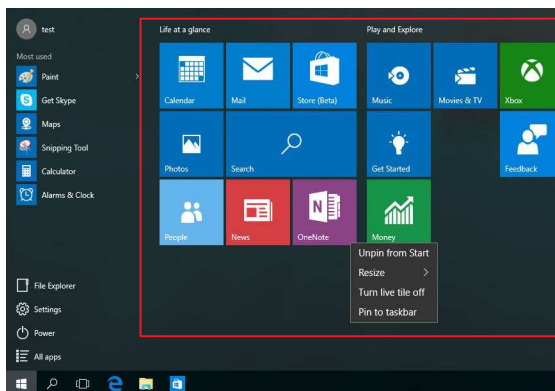 test
Most used
Paint
Get Skype
Maps
Snipping Tool
Calculator
Alarms & Clock
File Explorer
Settings
Power
All apps
Life at a glance
Calendar
Mail
Store (Beta)
Photos
Search
People
News
OneNote
Play and Explore
Music
Movies & TV
Xbox
Get Started
Feedback
Money
Unpin from Start
Resize
Turn live tile off
Pin to taskbar